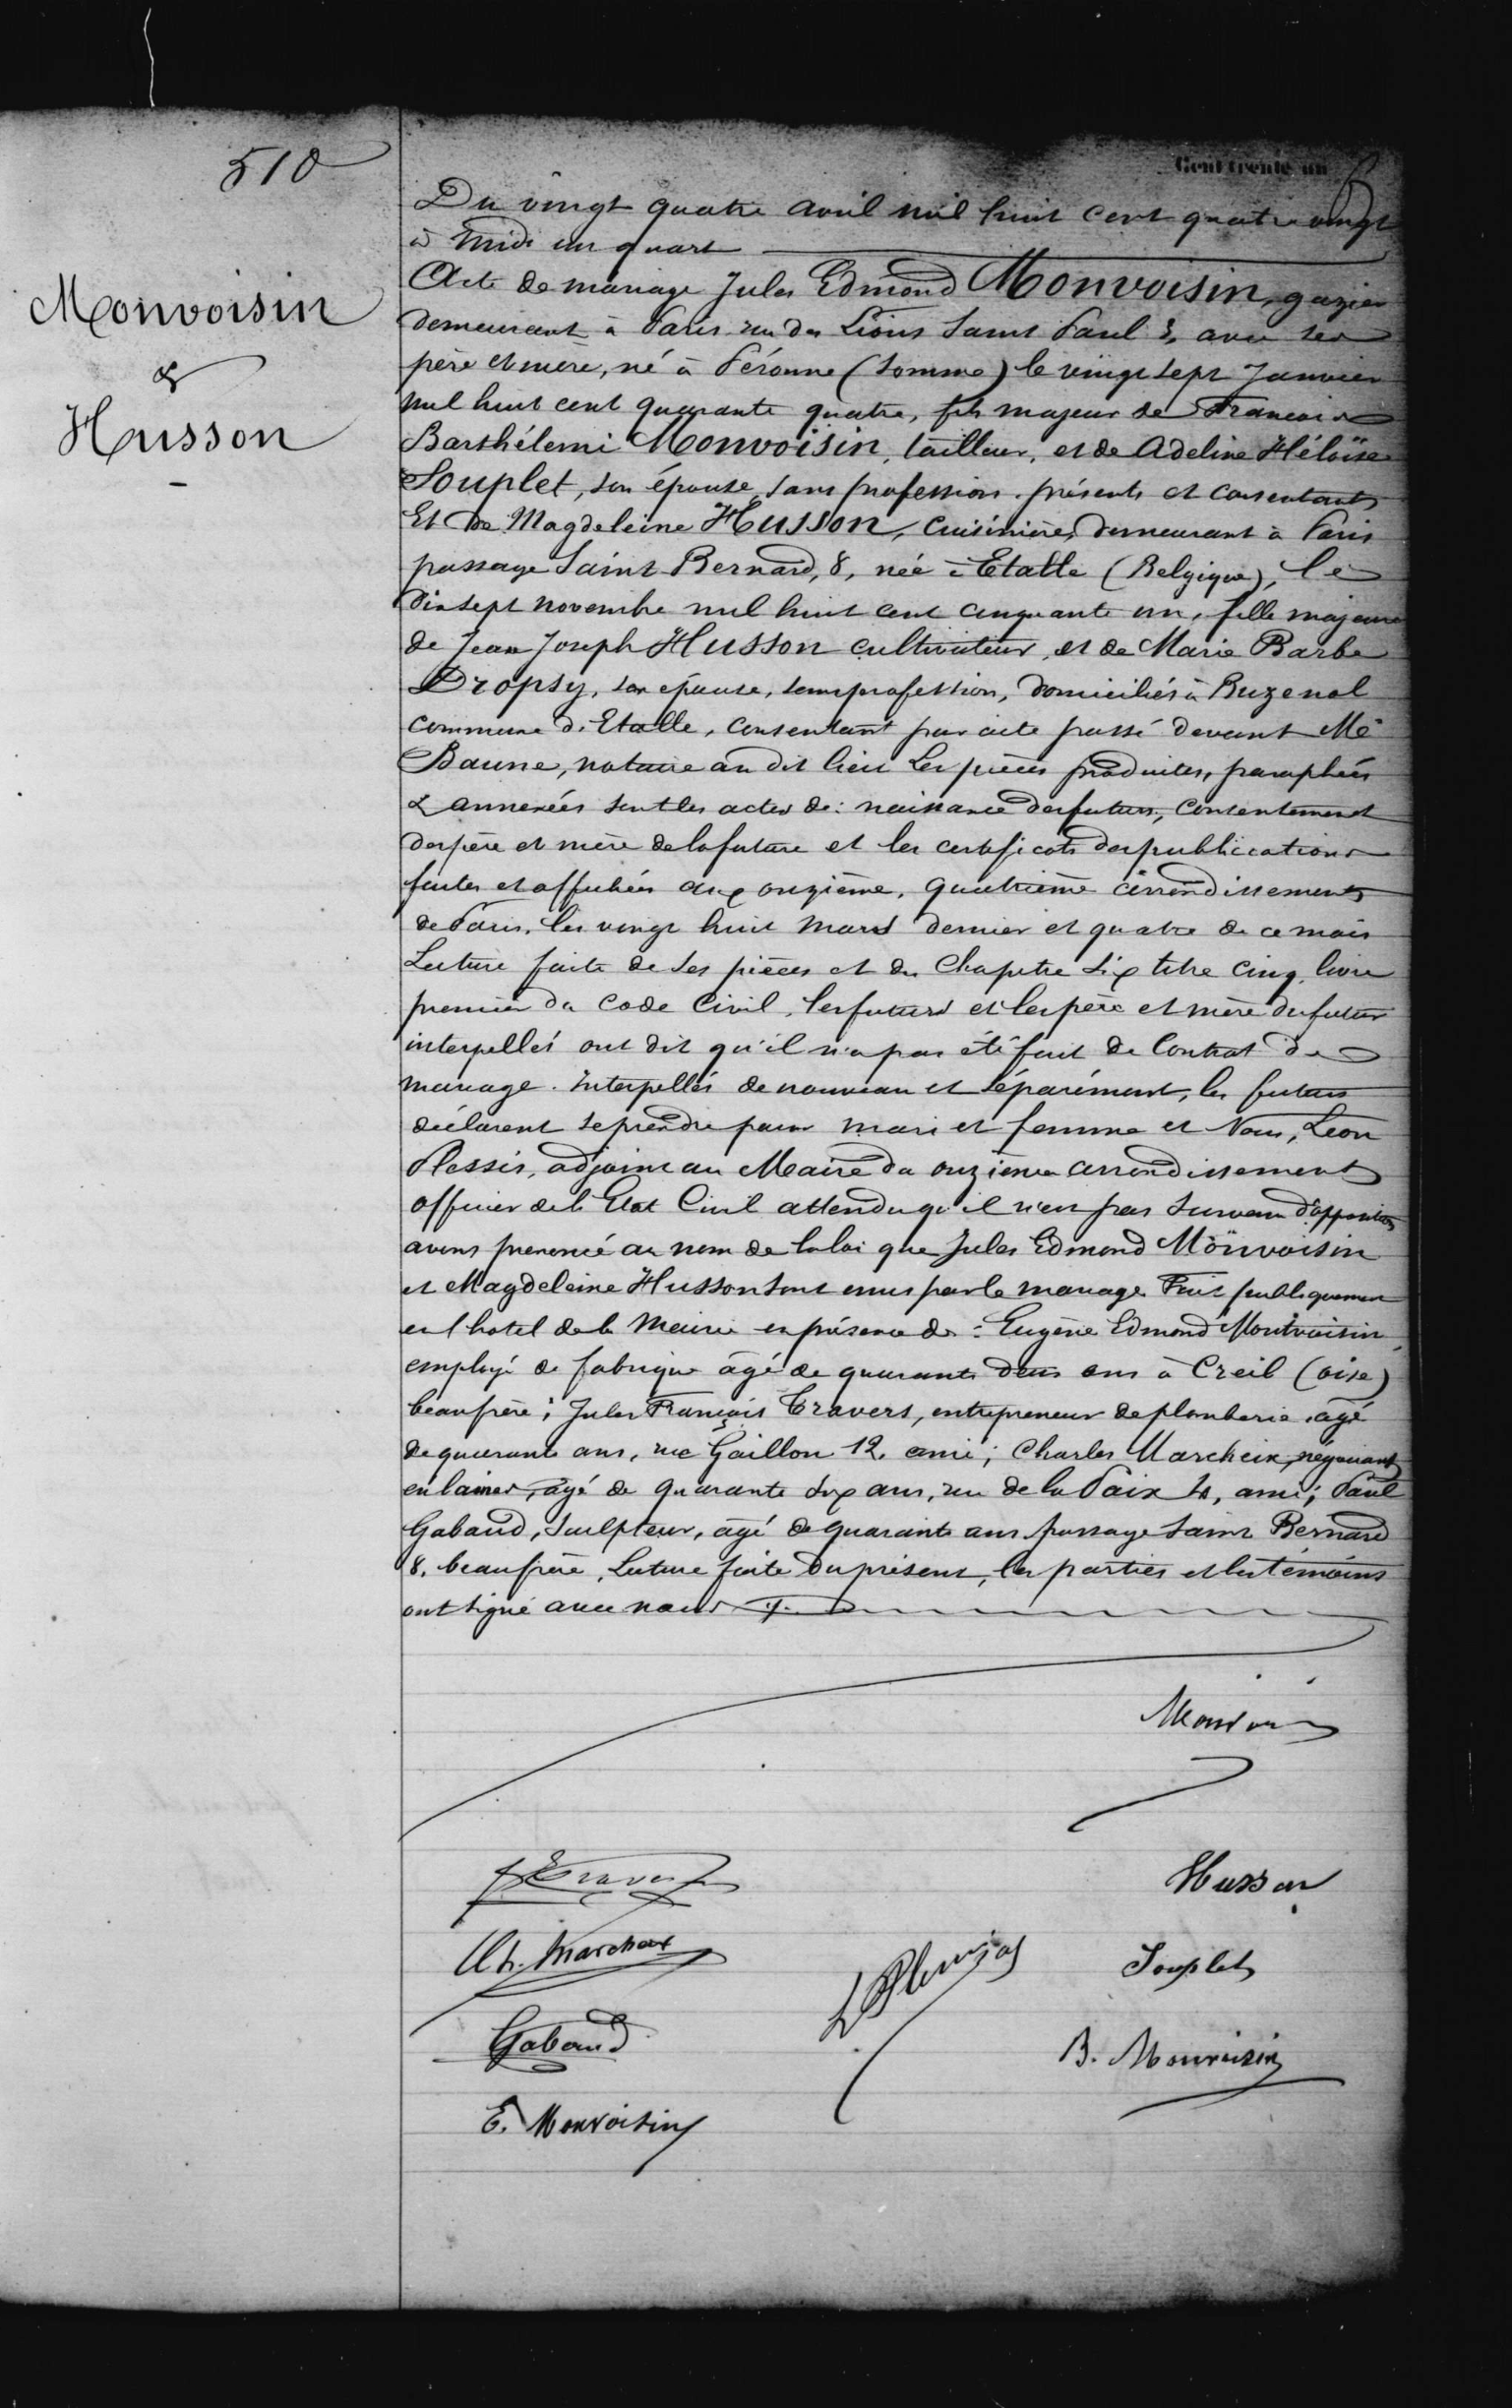 510
Cent trente un
Monvoisin
&
Husson
Du vingt quatre avril mil huit cent quatre vingt
à midi un quart
Acte de mariage Jules Edmond Monvoisin, gazier
demeurant à Paris rue des Lions Saint Paul 3, avec ses
père et mère, né à Péronne (Somme) le vingt sept Janvier
mil huit cent quarante quatre, fils majeur de François
Barthélemi Monvoisin, tailleur, et de Adeline Héloïse
Souplet, son épouse, sans profession. présents et consentants
Et de Magdeleine Husson, cuisinière, demeurant à Paris
passage Saint Bernard, 8, née à Etalle (Belgique), le
dix sept novembre mil huit cent cinquante un, fille majeure
de Jean Joseph Husson cultivateur, et de Marie Barbe
Dropsy, son épouse, sans profession, domiciliés à Buzenol
commune d'Etalle, consentant par acte passé devant Me
Baune, notaire au dit lieu Les pièces produites, paraphées
& annexées sont les actes de: naissance des futurs, consentement
des père et mère de la future et les certificats des publications
faites et affichées aux onzième, quatrième arrondissements
de Paris, les vingt huit Mars dernier et quatre de ce mois
Lecture faite de ses pièces et du Chapitre six titre cinq, livre
premier du Code Civil, les futurs et les père et mère du futur
interpellés ont dit qu'il n'a pas été fait de Contrat de
mariage. Interpellés de nouveau et séparément, les futurs
déclarent se prendre pour mari et femme et Nous, Léon
Plessis, adjoint au Maire du onzième arrondissement
officier de l'Etat Civil attendu qu'il n'est pas survenu d'opposition
avons prononcé au nom de la loi que Jules Edmond Monvoisin
et Magdeleine Husson sont unis par le mariage Fait publiquement
en l'hotel de la Mairie en présence de: Eugène Edmond Montvoisin,
employé de fabrique âgé de quarante deux ans à Creil (oise)
beaufrère; Jules François Travers, entrepreneur de plomberie, âgé
de quarante ans, rue Gaillon 12, ami; Charles Marcheix, négociant
en laines, âgé de quarante six ans, rue de la Paix, ami; Paul
Gabaud, sculpteur, âgé de quarante ans passage Saint Bernard
8, beaufrère, Lecture faite du présent, les parties et les témoins
ont signé avec nous
Monvoisin
Travers
Husson
Ch. Marcheix
Souplet
Gabaud
B. Monvoisin
E. Monvoisin